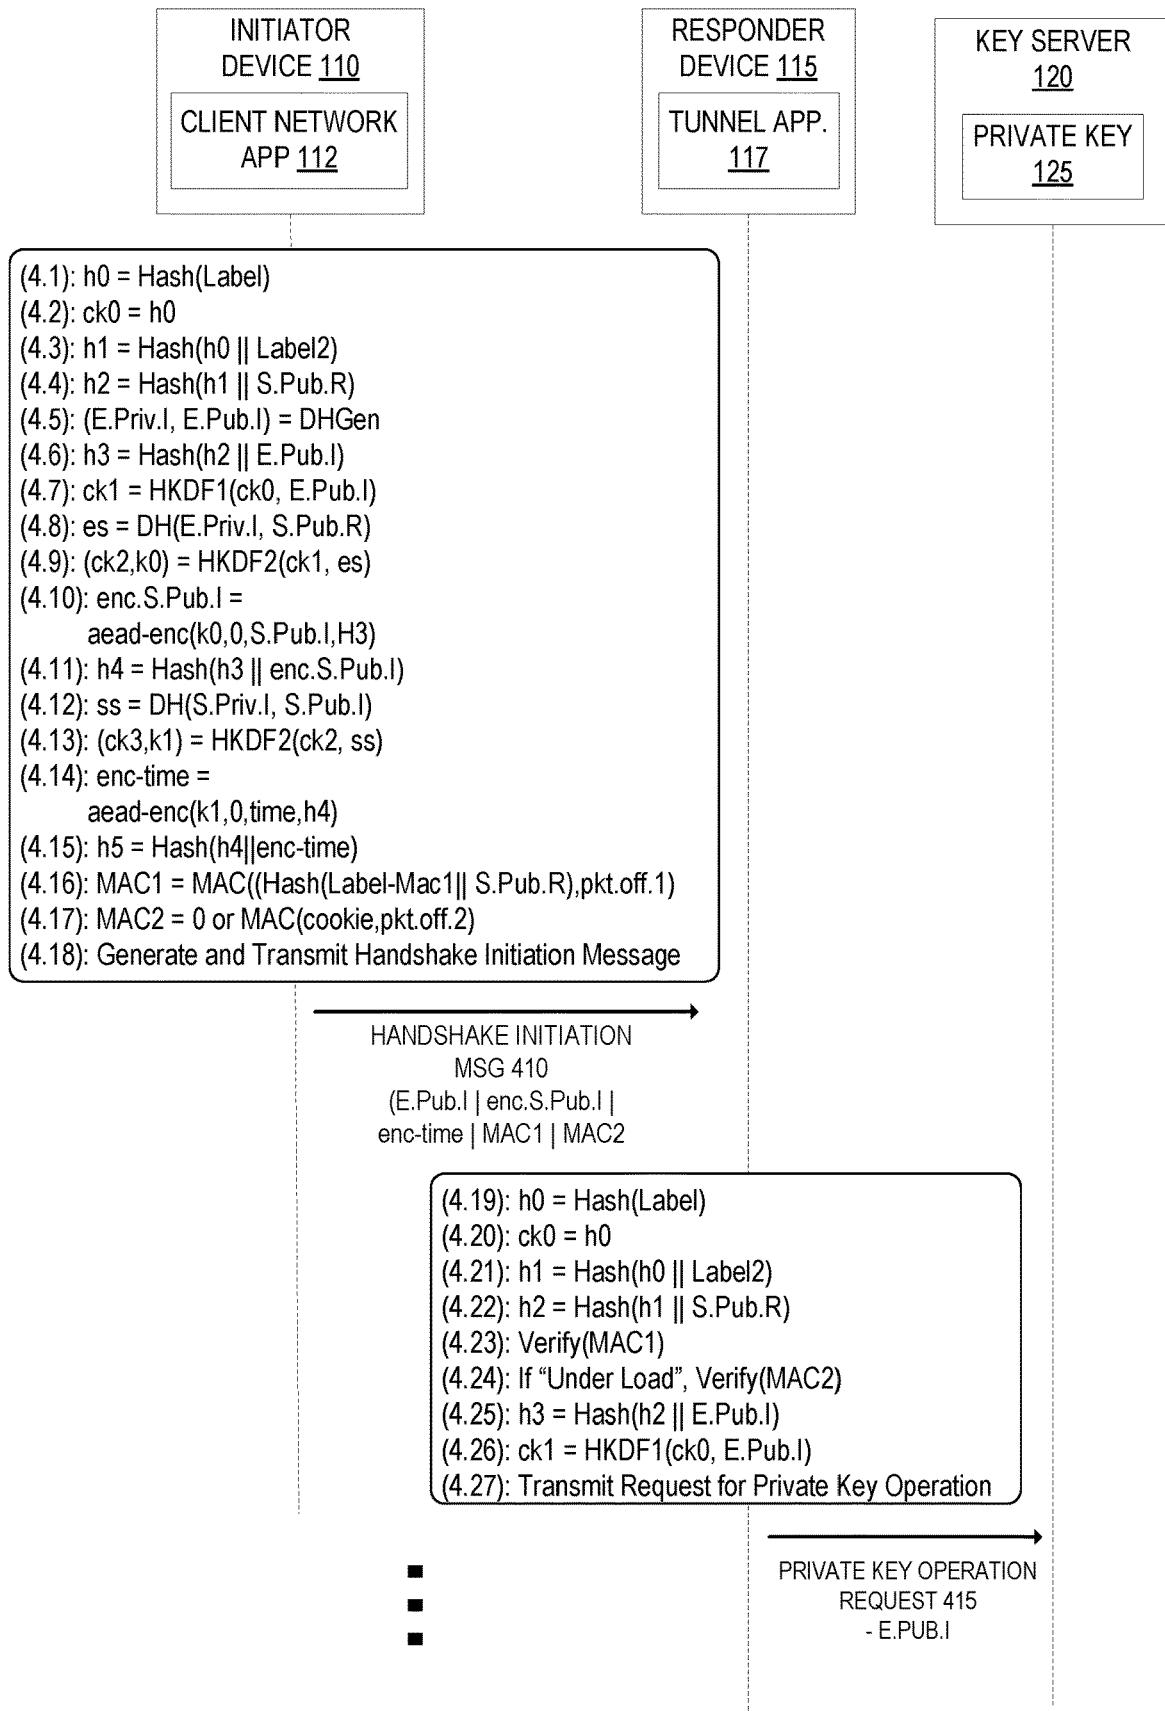 INITIATOR
DEVICE 110
CLIENT NETWORK
APP 112
RESPONDER
DEVICE 115
TUNNEL APP.
117
KEY SERVER
120
PRIVATE KEY
125
(4.1): h0 = Hash(Label)
(4.2): ck0 = h0
(4.3): h1 = Hash(h0 || Label2)
(4.4): h2 = Hash(h1 || S.Pub.R)
(4.5): (E.Priv.I, E.Pub.I) = DHGen
(4.6): h3 = Hash(h2 || E.Pub.I)
(4.7): ck1 = HKDF1(ck0, E.Pub.I)
(4.8): es = DH(E.Priv.I, S.Pub.R)
(4.9): (ck2,k0) = HKDF2(ck1, es)
(4.10): enc.S.Pub.I =
aead-enc(k0,0,S.Pub.I,H3)
(4.11): h4 = Hash(h3 || enc.S.Pub.I)
(4.12): ss = DH(S.Priv.I, S.Pub.I)
(4.13): (ck3,k1) = HKDF2(ck2, ss)
(4.14): enc-time =
aead-enc(k1,0,time,h4)
(4.15): h5 = Hash(h4||enc-time)
(4.16): MAC1 = MAC((Hash(Label-Mac1|| S.Pub.R),pkt.off.1)
(4.17): MAC2 = 0 or MAC(cookie,pkt.off.2)
(4.18): Generate and Transmit Handshake Initiation Message
HANDSHAKE INITIATION
MSG 410
(E.Pub.I | enc.S.Pub.I |
enc-time | MAC1 | MAC2
(4.19): h0 = Hash(Label)
(4.20): ck0 = h0
(4.21): h1 = Hash(h0 || Label2)
(4.22): h2 = Hash(h1 || S.Pub.R)
(4.23): Verify(MAC1)
(4.24): If “Under Load”, Verify(MAC2)
(4.25): h3 = Hash(h2 || E.Pub.I)
(4.26): ck1 = HKDF1(ck0, E.Pub.I)
(4.27): Transmit Request for Private Key Operation
PRIVATE KEY OPERATION
REQUEST 415
- E.PUB.I